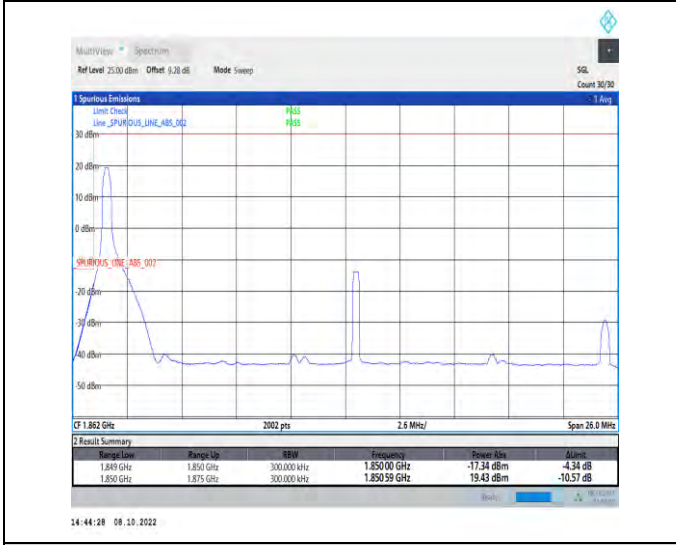 MultiView Spectrum
Ref Level 25.00 dBm Offset 9.28 dB Mode Sweep SGL
Count 30/30
1 Spurious Emissions 1 Avg
Limit Check PASS
Line _SPURIOUS_LINE_ABS_002 PASS
30 dBm
20 dBm
10 dBm
0 dBm
_SPURIOUS_LINE_ABS_002
-20 dBm
-30 dBm
-40 dBm
-50 dBm
CF 1.862 GHz 2002 pts 2.6 MHz/ Span 26.0 MHz
2 Result Summary
Range Low Range Up RBW Frequency Power Abs ΔLimit
1.849 GHz 1.850 GHz 300.000 kHz 1.85000 GHz -17.34 dBm -4.34 dB
1.850 GHz 1.875 GHz 300.000 kHz 1.85059 GHz 19.43 dBm -10.57 dB
Ready
14:44:28 08.10.2022